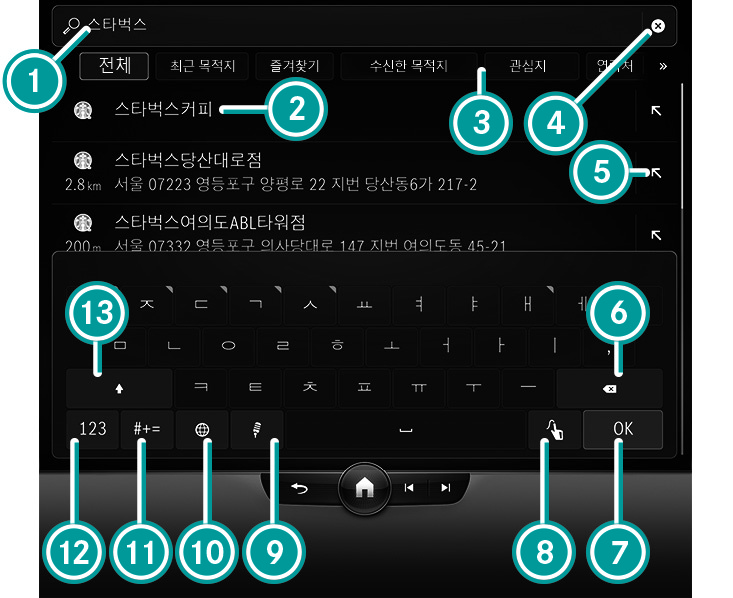 스타벅스
전체 최근 목적지 즐겨찾기 수신한 목적지 관심지 »
스타벅스커피
스타벅스당산대로점
2.8 km 서울 07223 영등포구 양평로 22 지번 당산동6가 217-2
스타벅스여의도ABL타워점
200 m 서울 07332 영등포구 의사당대로 147 지번 여의도동 45-21
ㅈ ㄷ ㄱ ㅅ ㅛ ㅕ ㅑ ㅐ ㅔ
ㅁ ㄴ ㅇ ㄹ ㅎ ㅗ ㅓ ㅏ ㅣ
ㅋ ㅌ ㅊ ㅍ ㅠ ㅜ ㅡ
123 #+= OK
1
2
3
4
5
6
7
8
9
10
11
12
13